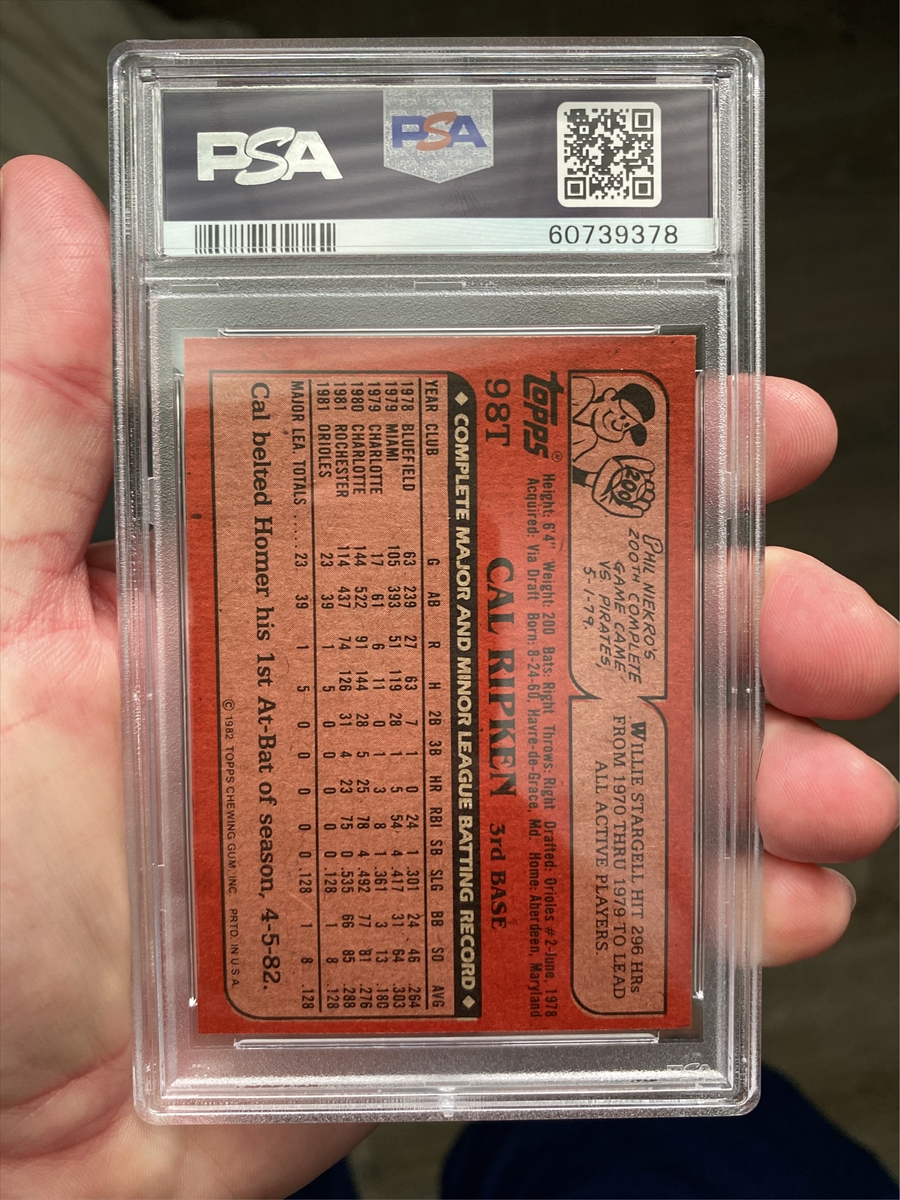 PSA
PSA
60739378
200
PHIL NIEKRO'S
200TH COMPLETE
GAME CAME
VS. PIRATES,
5-1-79.
WILLIE STARGELL HIT 296 HRs
FROM 1970 THRU 1979 TO LEAD
ALL ACTIVE PLAYERS.
TOPPS®
98T
Height: 6'4" Weight: 200 Bats: Right Throws: Right Drafted: Orioles #2-June, 1978
Acquired: Via Draft Born: 8-24-60, Havre-de-Grace, Md. Home: Aberdeen, Maryland
CAL RIPKEN 3rd BASE
◆ COMPLETE MAJOR AND MINOR LEAGUE BATTING RECORD ◆
YEAR CLUB G AB R H 2B 3B HR RBI SB SLG BB SO AVG
1978 BLUEFIELD 63 239 27 63 7 1 0 24 1 .301 24 46 .264
1979 MIAMI 105 393 51 119 28 1 5 54 4 .417 31 64 .303
1979 CHARLOTTE 17 61 6 11 0 1 3 8 1 .361 3 13 .180
1980 CHARLOTTE 144 522 91 144 28 5 25 78 4 .492 77 81 .276
1981 ROCHESTER 114 437 74 126 31 4 23 75 0 .535 66 85 .288
1981 ORIOLES 23 39 1 5 0 0 0 0 0 .128 1 8 .128
MAJOR LEA. TOTALS .... 23 39 1 5 0 0 0 0 0 .128 1 8 .128
Cal belted Homer his 1st At-Bat of season, 4-5-82.
© 1982 TOPPS CHEWING GUM, INC. PRTD. IN U.S.A.
PSA